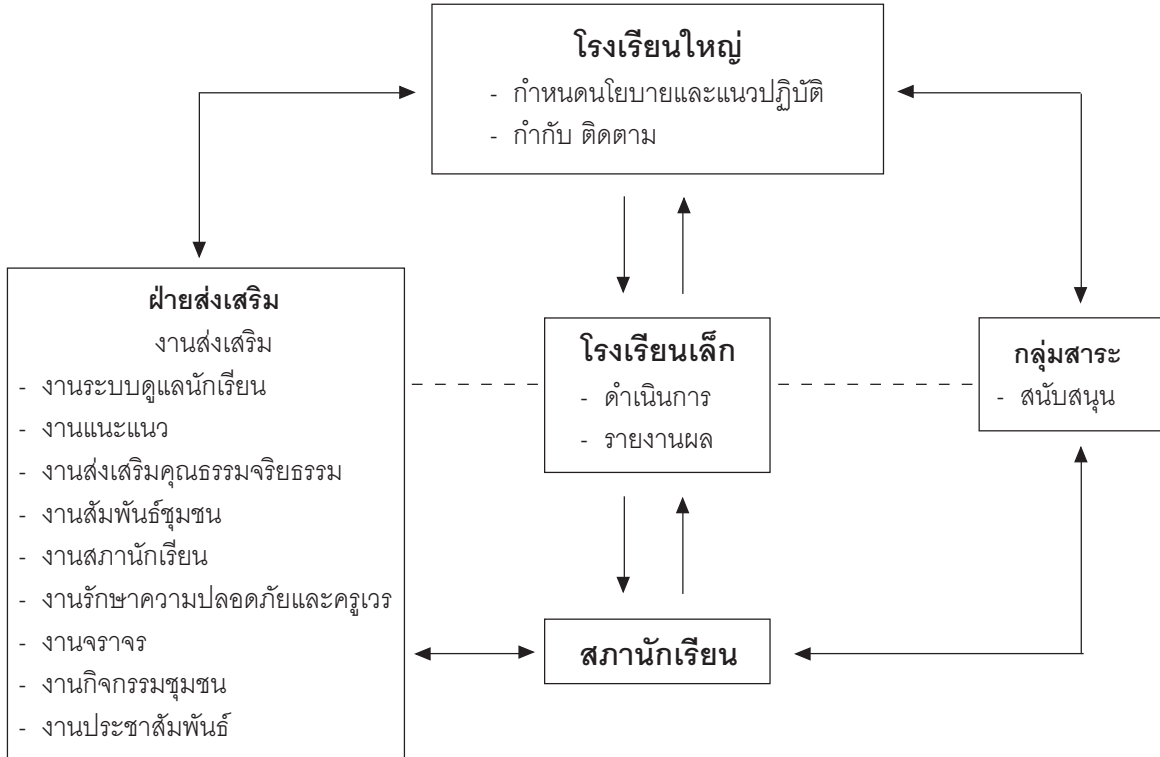 โรงเรียนใหญ่
- กำหนดนโยบายและแนวปฏิบัติ
- กำกับ ติดตาม
ฝ่ายส่งเสริม
งานส่งเสริม
- งานระบบดูแลนักเรียน
- งานแนะแนว
- งานส่งเสริมคุณธรรมจริยธรรม
- งานสัมพันธ์ชุมชน
- งานสภานักเรียน
- งานรักษาความปลอดภัยและครูเวร
- งานจราจร
- งานกิจกรรมชุมชน
- งานประชาสัมพันธ์
โรงเรียนเล็ก
- ดำเนินการ
- รายงานผล
กลุ่มสาระ
- สนับสนุน
สภานักเรียน